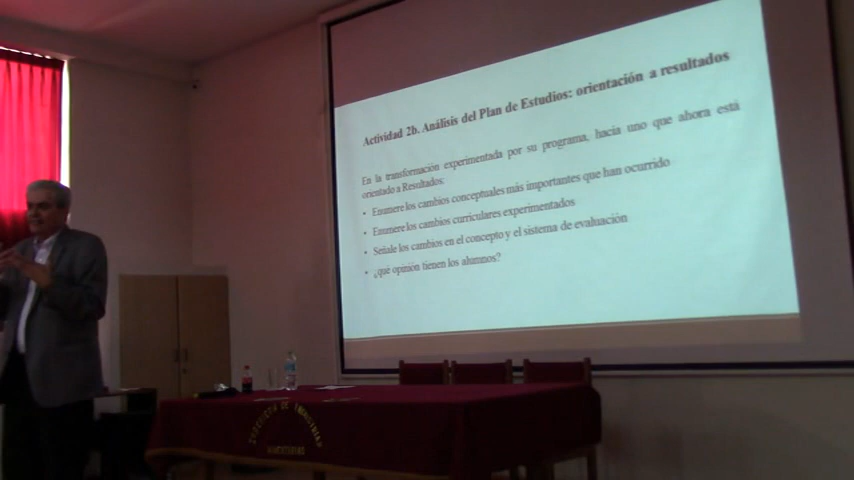 Actividad 2b. Análisis del Plan de Estudios: orientación a resultados
En la transformación experimentada por su programa, hacia uno que ahora está
orientado a Resultados:
• Enumere los cambios conceptuales más importantes que han ocurrido
• Enumere los cambios curriculares experimentados
• Señale los cambios en el concepto y el sistema de evaluación
• ¿qué opinión tienen los alumnos?
DE